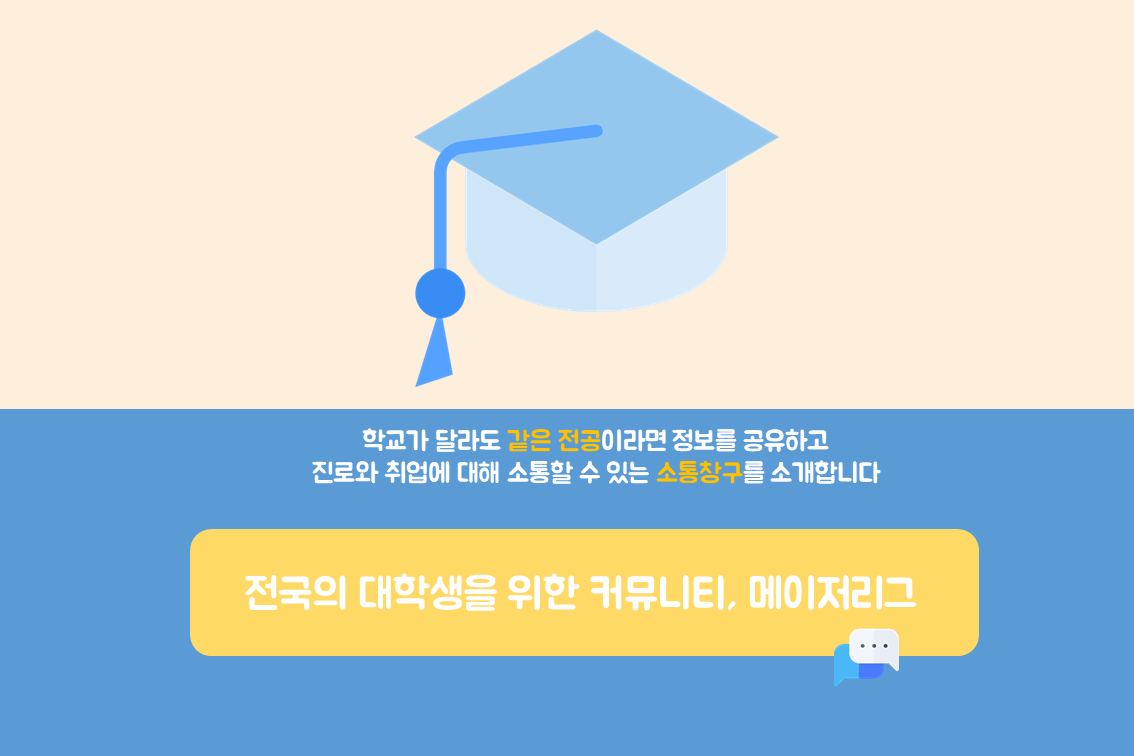 학교가 달라도 같은 전공이라면 정보를 공유하고
진로와 취업에 대해 소통할 수 있는 소통창구를 소개합니다
전국의 대학생을 위한 커뮤니티, 메이저리그